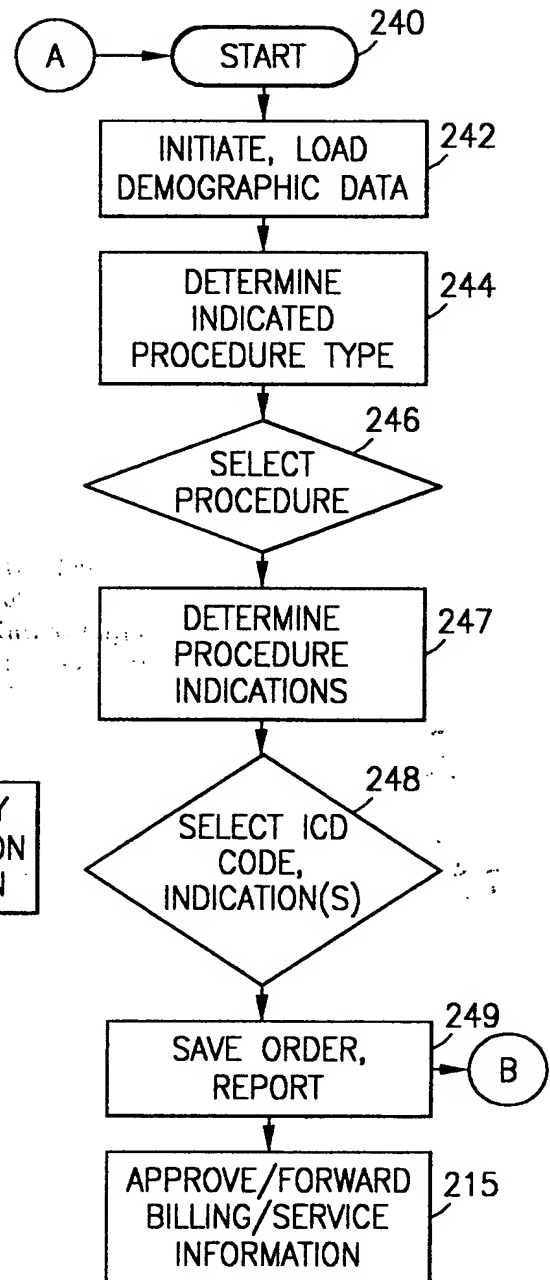 A
START
240
INITIATE, LOAD
DEMOGRAPHIC DATA
242
DETERMINE
INDICATED
PROCEDURE TYPE
244
SELECT
PROCEDURE
246
DETERMINE
PROCEDURE
INDICATIONS
247
Y
ON
N
SELECT ICD
CODE,
INDICATION(S)
248
SAVE ORDER,
REPORT
249
B
APPROVE/FORWARD
BILLING/SERVICE
INFORMATION
215